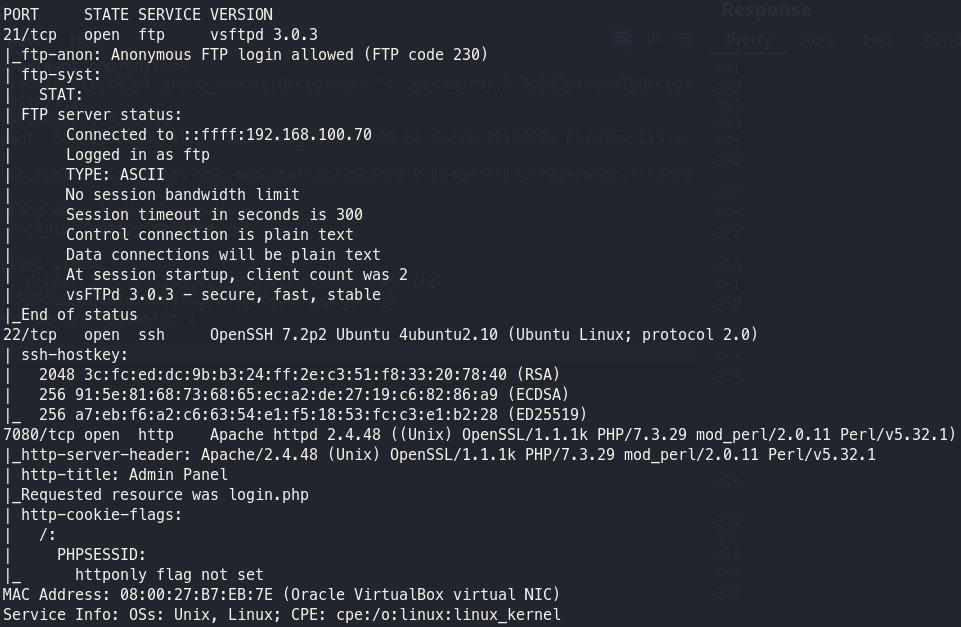 Response
Pretty Raw Hex
PORT     STATE SERVICE VERSION
21/tcp   open  ftp     vsftpd 3.0.3
|_ftp-anon: Anonymous FTP login allowed (FTP code 230)
| ftp-syst:
|   STAT:
| FTP server status:
|      Connected to ::ffff:192.168.100.70
|      Logged in as ftp
|      TYPE: ASCII
|      No session bandwidth limit
|      Session timeout in seconds is 300
|      Control connection is plain text
|      Data connections will be plain text
|      At session startup, client count was 2
|      vsFTPd 3.0.3 - secure, fast, stable
|_End of status
22/tcp   open  ssh     OpenSSH 7.2p2 Ubuntu 4ubuntu2.10 (Ubuntu Linux; protocol 2.0)
| ssh-hostkey:
|   2048 3c:fc:ed:dc:9b:b3:24:ff:2e:c3:51:f8:33:20:78:40 (RSA)
|   256 91:5e:81:68:73:68:65:ec:a2:de:27:19:c6:82:86:a9 (ECDSA)
|_  256 a7:eb:f6:a2:c6:63:54:e1:f5:18:53:fc:c3:e1:b2:28 (ED25519)
7080/tcp open  http    Apache httpd 2.4.48 ((Unix) OpenSSL/1.1.1k PHP/7.3.29 mod_perl/2.0.11 Perl/v5.32.1)
|_http-server-header: Apache/2.4.48 (Unix) OpenSSL/1.1.1k PHP/7.3.29 mod_perl/2.0.11 Perl/v5.32.1
| http-title: Admin Panel
|_Requested resource was login.php
| http-cookie-flags:
|   /:
|     PHPSESSID:
|_      httponly flag not set
MAC Address: 08:00:27:B7:EB:7E (Oracle VirtualBox virtual NIC)
Service Info: OSs: Unix, Linux; CPE: cpe:/o:linux:linux_kernel